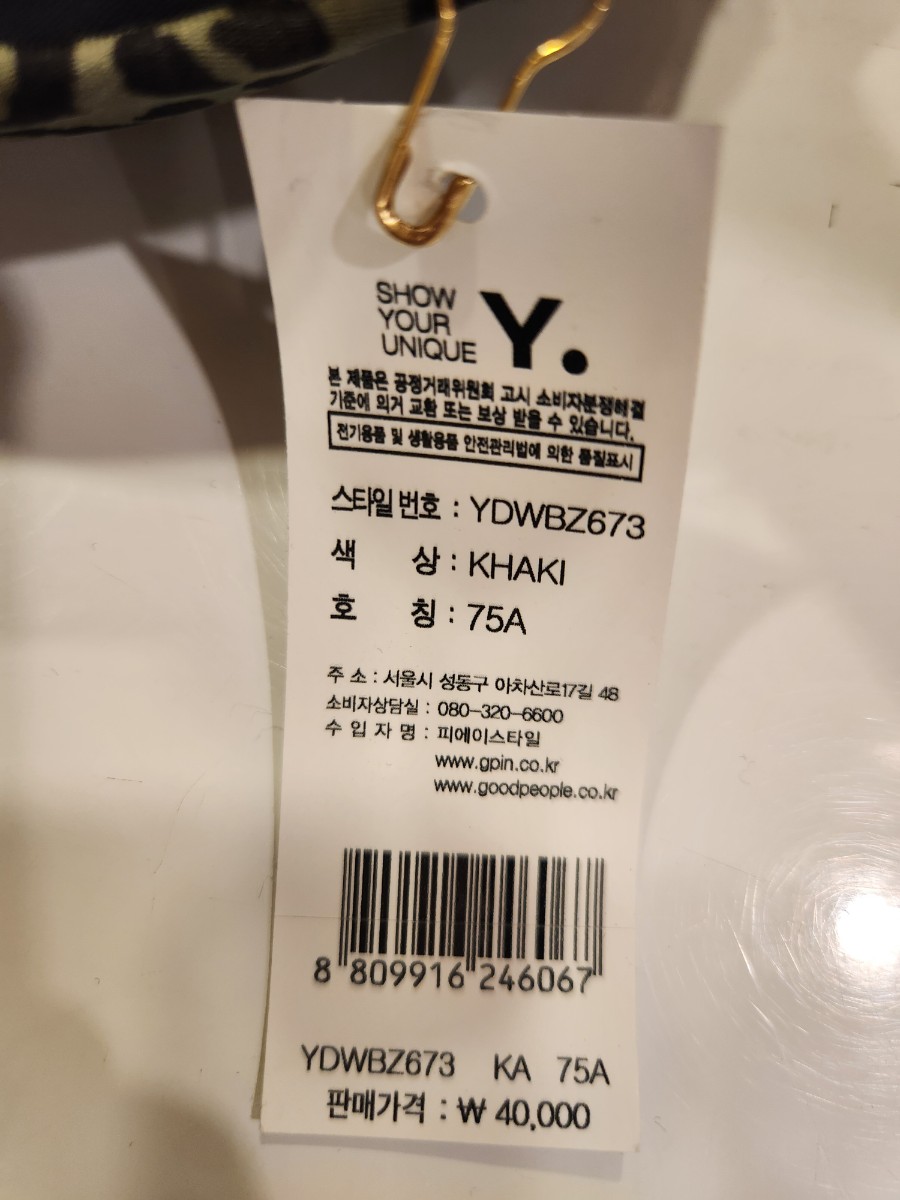 SHOW
YOUR
UNIQUE
Y.
본 제품은 공정거래위원회 고시 소비자분쟁해결
기준에 의거 교환 또는 보상 받을 수 있습니다.
전기용품 및 생활용품 안전관리법에 의한 품질표시
스타일 번호 : YDWBZ673
색 상 : KHAKI
호 칭 : 75A
주 소 : 서울시 성동구 아차산로17길 48
소비자상담실 : 080-320-6600
수 입 자 명 : 피에이스타일
www.gpin.co.kr
www.goodpeople.co.kr
8 809916 246067
YDWBZ673 KA 75A
판매가격 : ₩ 40,000